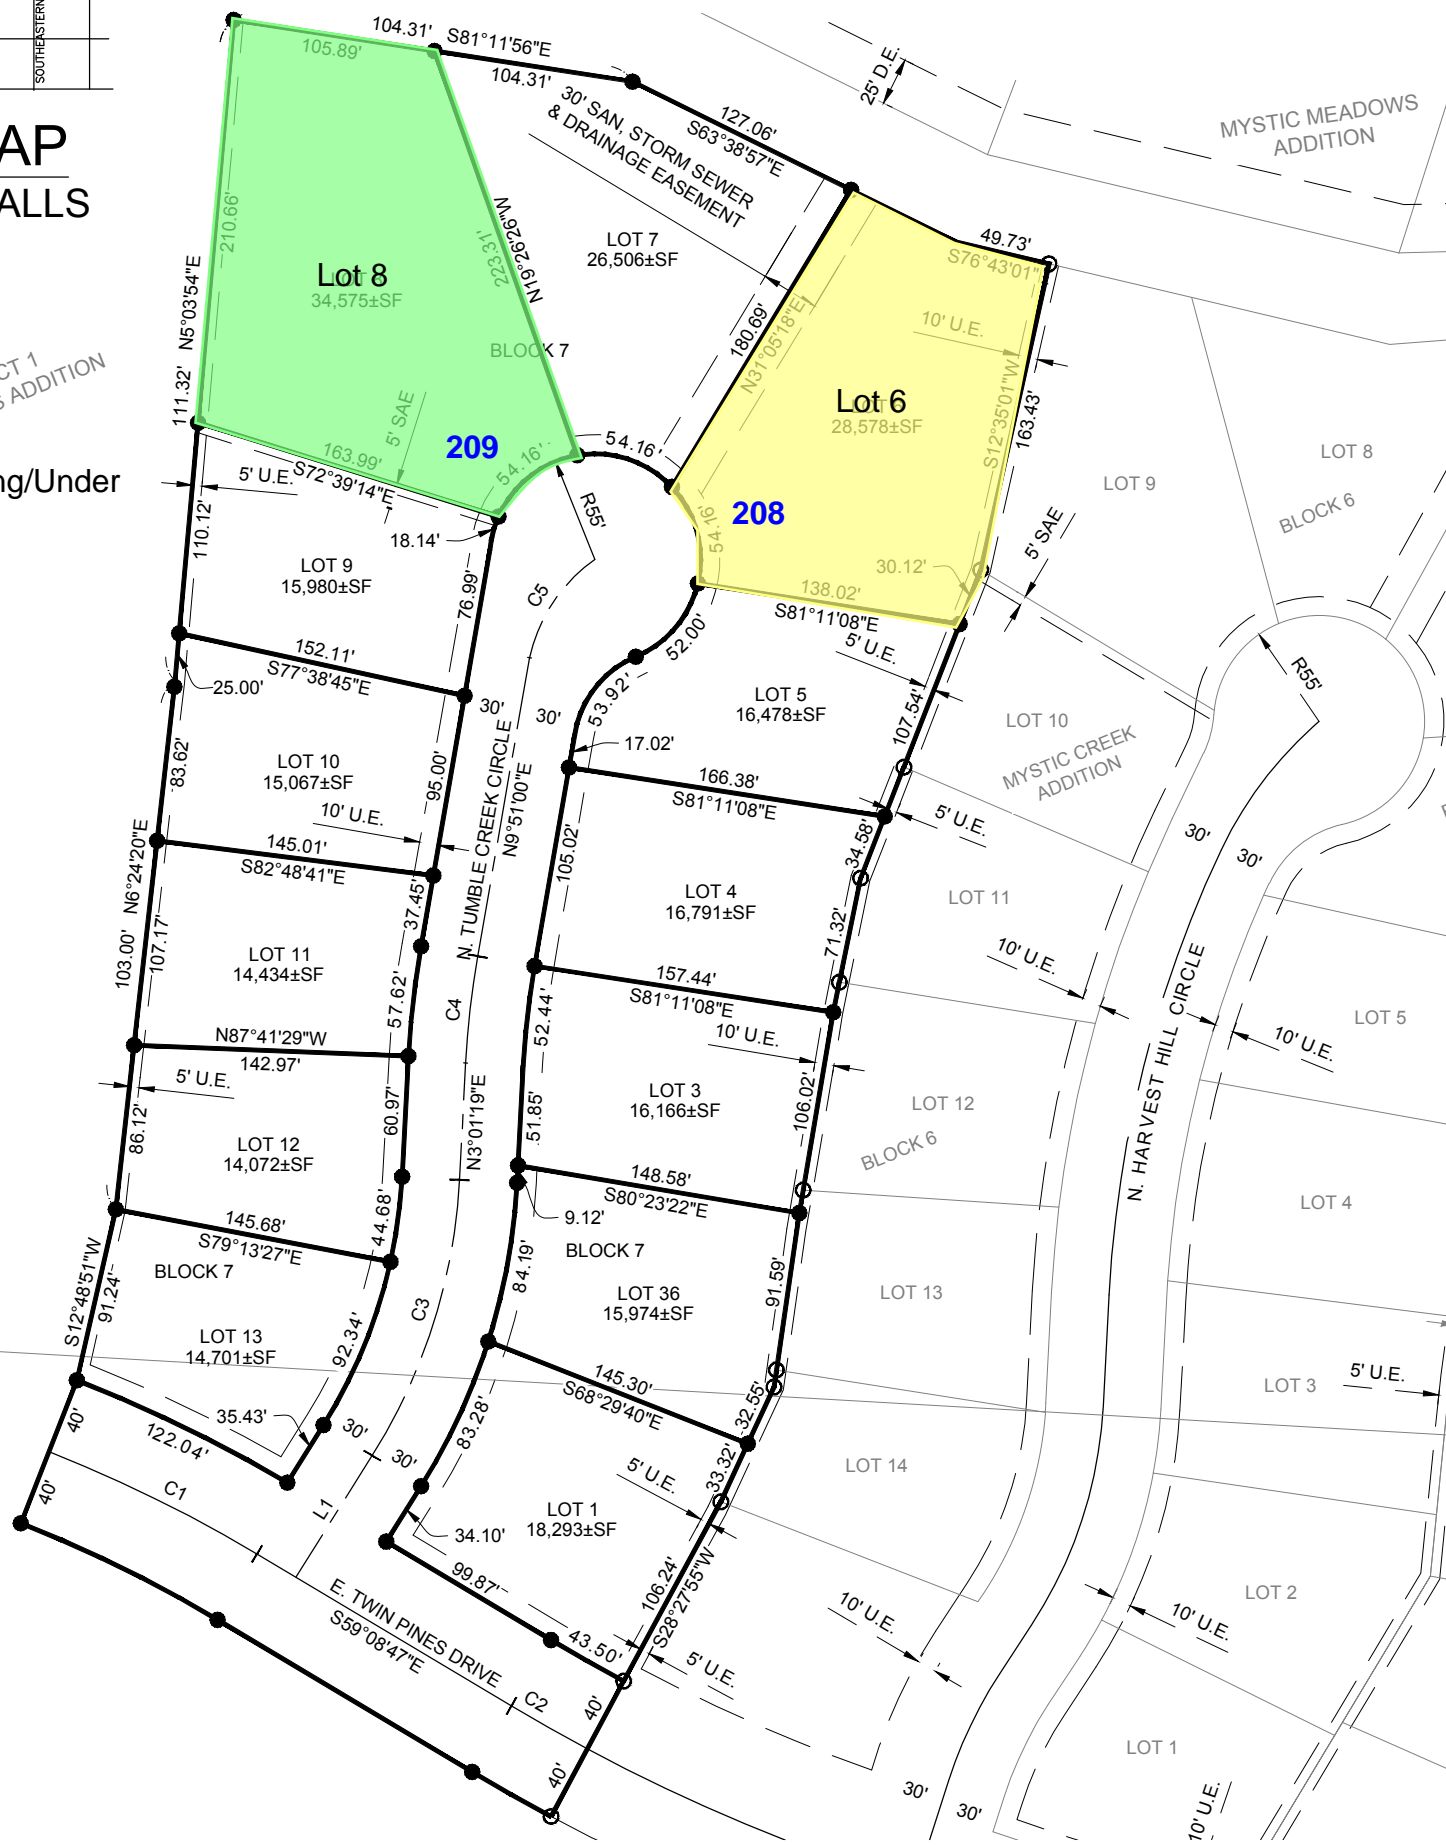 SOUTHEASTERN
AP
ALLS
CT 1
S ADDITION
ng/Under
105.89'
104.31'
S81°11'56"E
104.31'
127.06'
S63°38'57"E
30' SAN, STORM SEWER
& DRAINAGE EASEMENT
25' D.E.
MYSTIC MEADOWS
ADDITION
49.73'
S76°43'01"
210.66'
N5°03'54"E
111.32'
Lot 8
34,575±SF
223.31'
N19°26'26"W
LOT 7
26,506±SF
BLOCK 7
180.69'
N31°05'18"E
10' U.E.
Lot 6
28,578±SF
S12°35'01"W
163.43'
5' SAE
209
54.16'
54.16'
54.16'
208
163.99'
S72°39'14"E
5' U.E.
R55'
18.14'
110.12'
LOT 9
15,980±SF
76.99'
C5
30.12'
5' SAE
138.02'
S81°11'08"E
5' U.E.
52.00'
53.92'
LOT 9
LOT 8
BLOCK 6
R55'
152.11'
S77°38'45"E
25.00'
30'
30'
17.02'
LOT 5
16,478±SF
107.54'
LOT 10
MYSTIC CREEK
ADDITION
83.62'
LOT 10
15,067±SF
95.00'
10' U.E.
N. TUMBLE CREEK CIRCLE
N9°51'00"E
166.38'
S81°11'08"E
5' U.E.
34.58'
30'
30'
145.01'
S82°48'41"E
N6°24'20"E
103.00'
107.17'
37.45'
105.02'
LOT 4
16,791±SF
71.32'
LOT 11
10' U.E.
LOT 11
14,434±SF
57.62'
C4
157.44'
S81°11'08"E
10' U.E.
N. HARVEST HILL CIRCLE
LOT 5
10' U.E.
N87°41'29"W
142.97'
5' U.E.
52.44'
51.85'
N3°01'19"E
LOT 3
16,166±SF
106.02'
LOT 12
BLOCK 6
86.12'
LOT 12
14,072±SF
60.97'
44.68'
148.58'
S80°23'22"E
9.12'
LOT 4
145.68'
S79°13'27"E
BLOCK 7
S12°48'51"W
91.24'
84.19'
BLOCK 7
LOT 36
15,974±SF
91.59'
LOT 13
LOT 13
14,701±SF
92.34'
C3
145.30'
S68°29'40"E
32.55'
LOT 3
5' U.E.
35.43'
30'
30'
83.28'
40'
122.04'
40'
C1
L1
5' U.E.
33.32'
LOT 14
LOT 1
18,293±SF
34.10'
99.87'
106.24'
S28°27'55"W
43.50'
10' U.E.
10' U.E.
LOT 2
E. TWIN PINES DRIVE
S59°08'47"E
5' U.E.
C2
40'
40'
LOT 1
30'
30'
10' U.E.